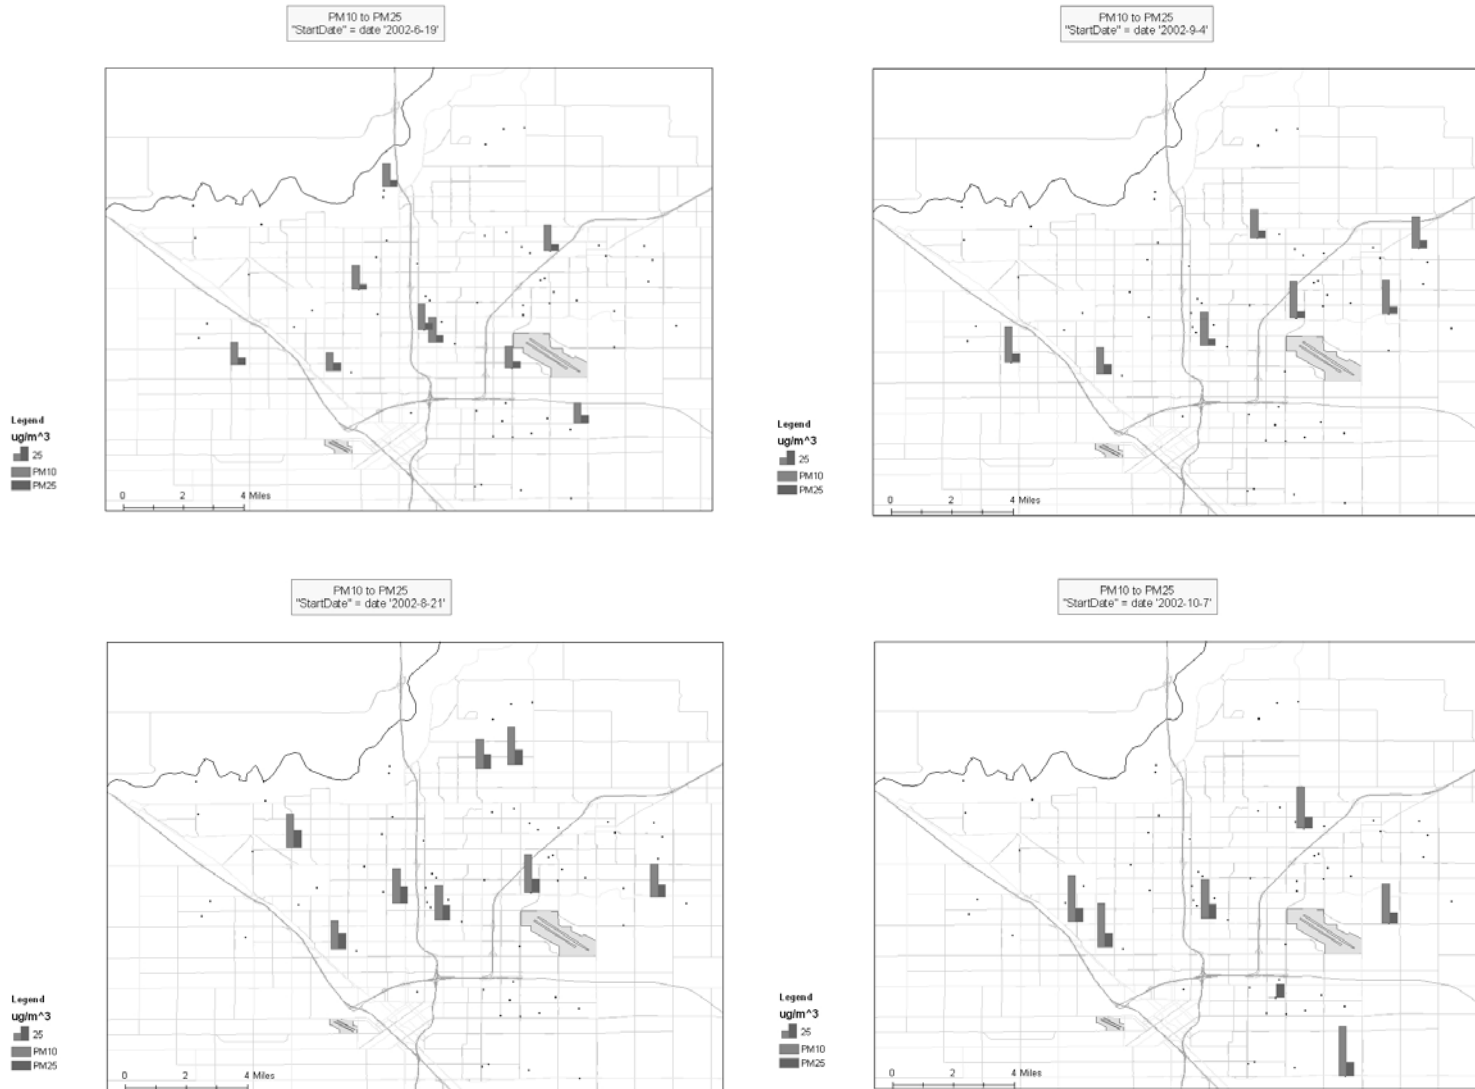 PM10 to PM25
"StartDate" = date '2002-6-19'
Legend
ug/m^3
25
PM10
PM25
0 2 4 Miles
PM10 to PM25
"StartDate" = date '2002-9-4'
Legend
ug/m^3
25
PM10
PM25
0 2 4 Miles
PM10 to PM25
"StartDate" = date '2002-8-21'
Legend
ug/m^3
25
PM10
PM25
0 2 4 Miles
PM10 to PM25
"StartDate" = date '2002-10-7'
Legend
ug/m^3
25
PM10
PM25
0 2 4 Miles